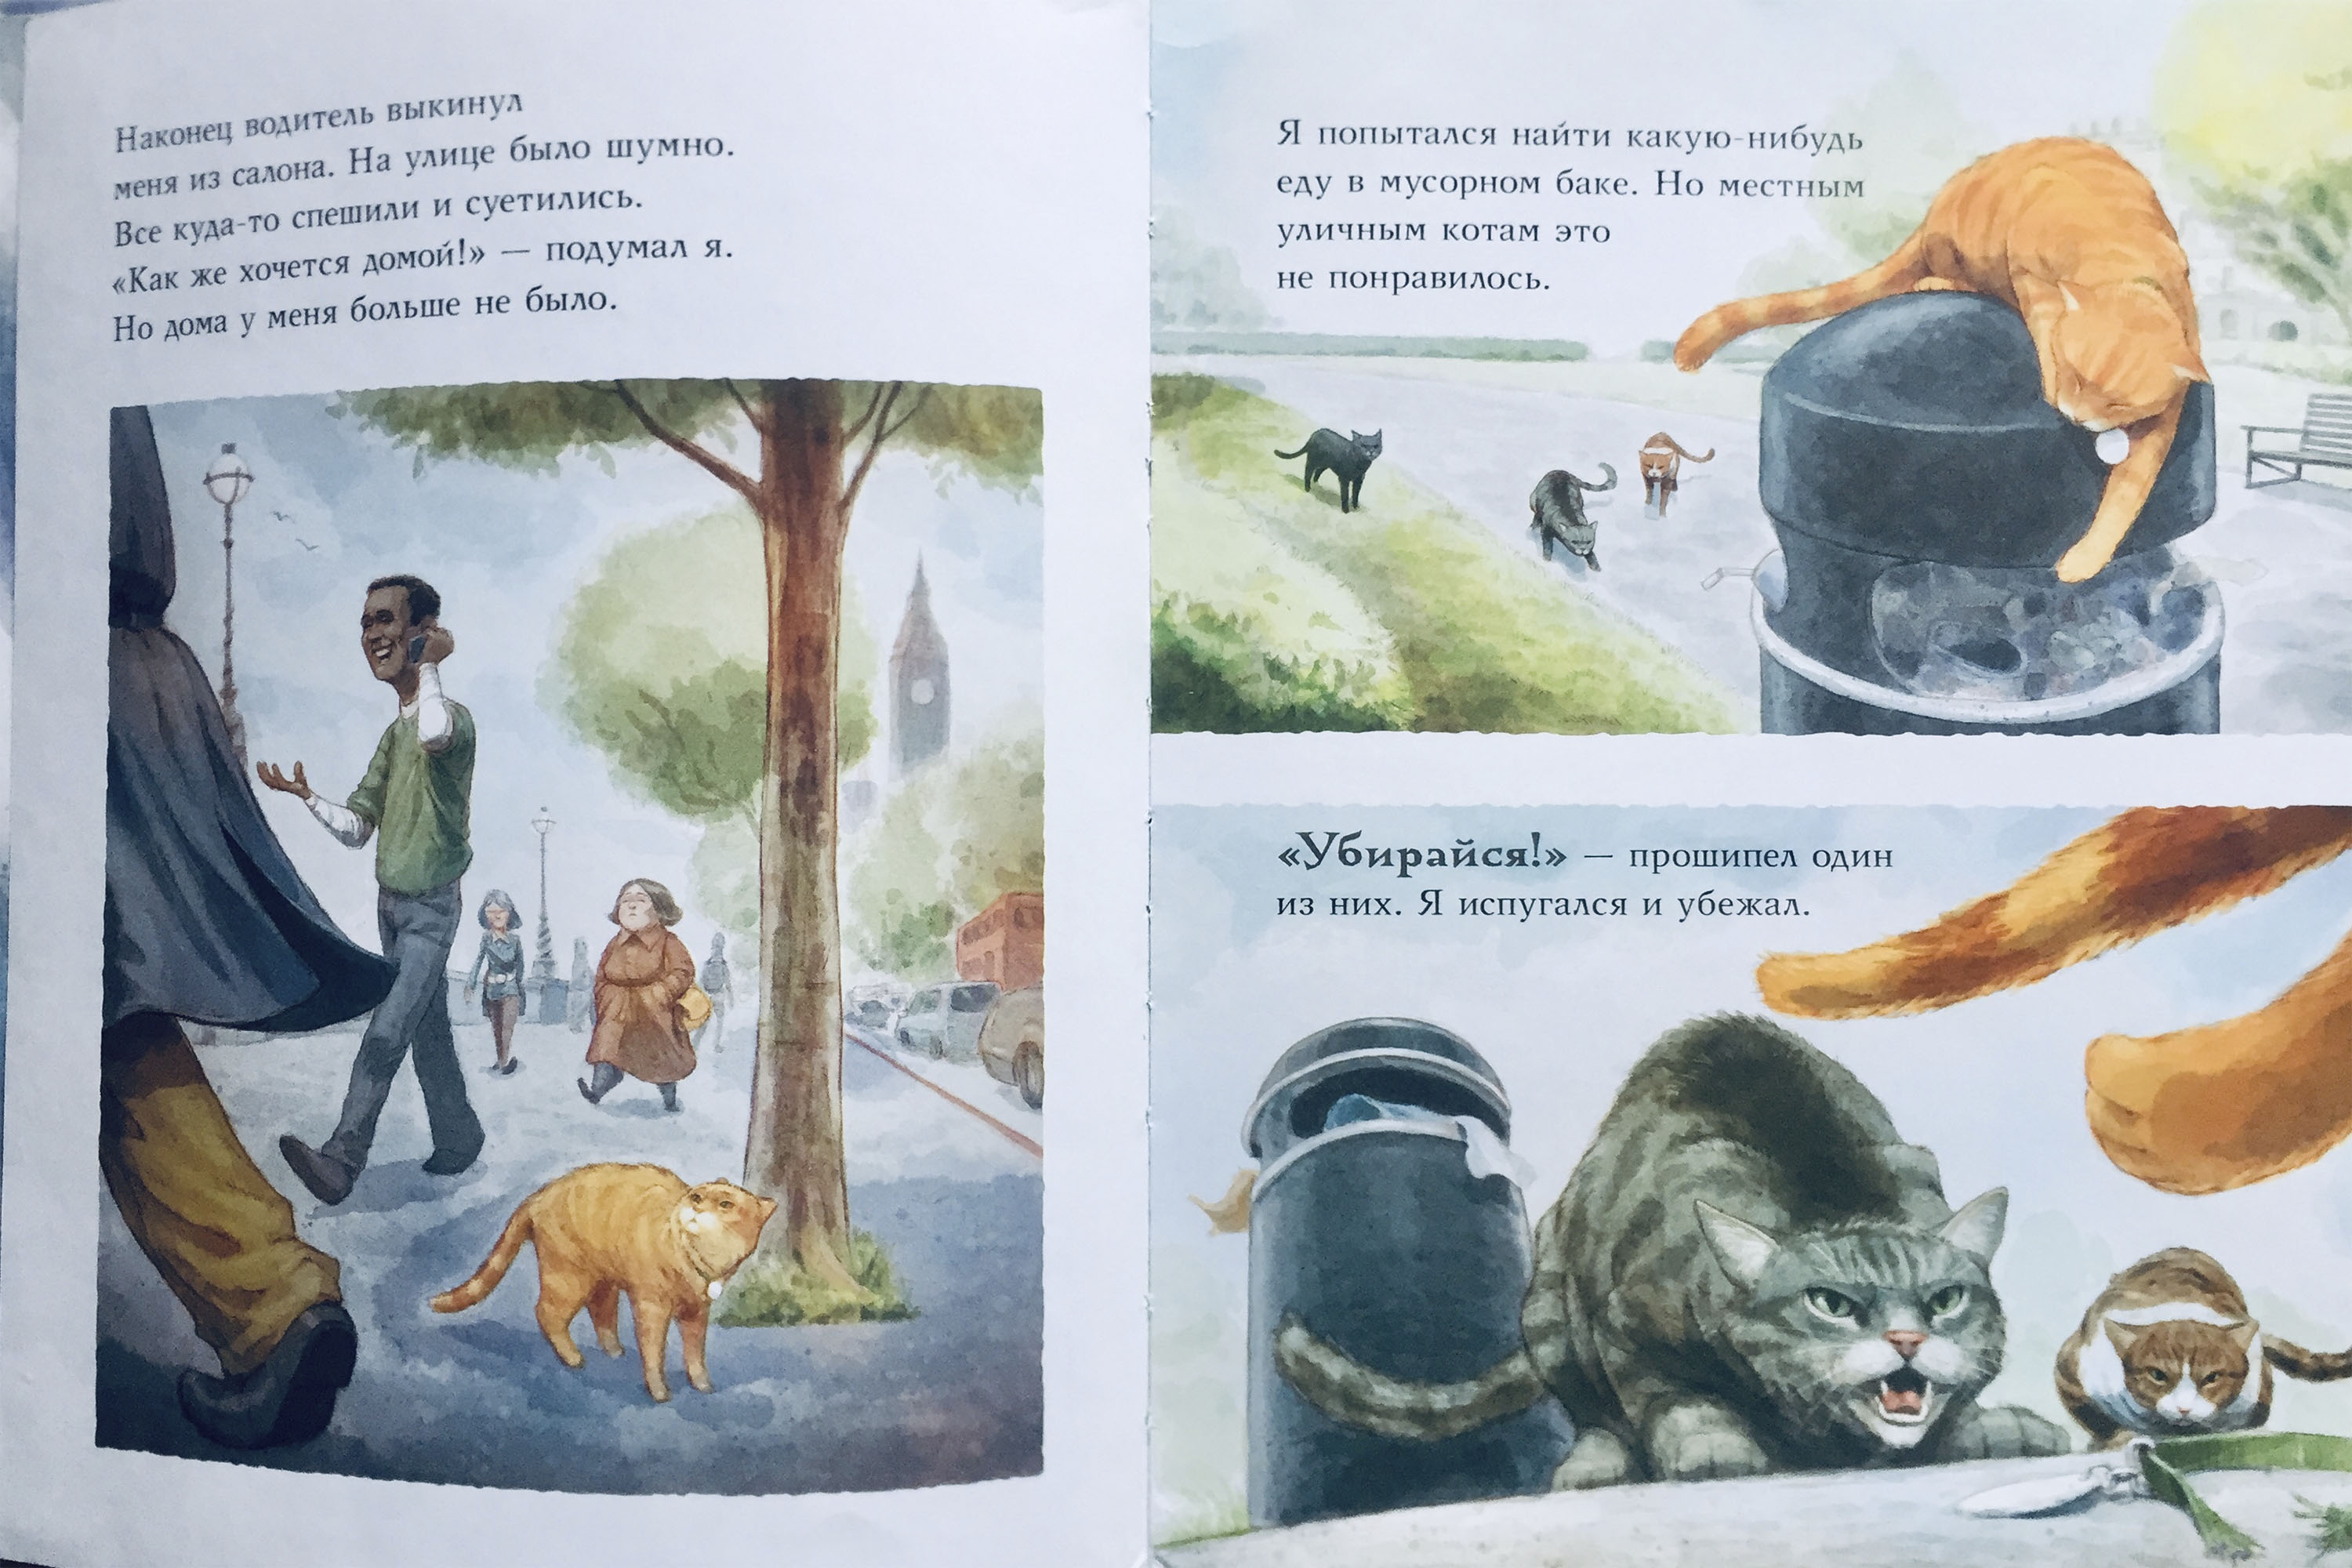 Наконец водитель выкинул
меня из салона. На улице было шумно.
Все куда-то спешили и суетились.
«Как же хочется домой!» — подумал я.
Но дома у меня больше не было.
Я попытался найти какую-нибудь
еду в мусорном баке. Но местным
уличным котам это
не понравилось.
«Убирайся!» — прошипел один
из них. Я испугался и убежал.